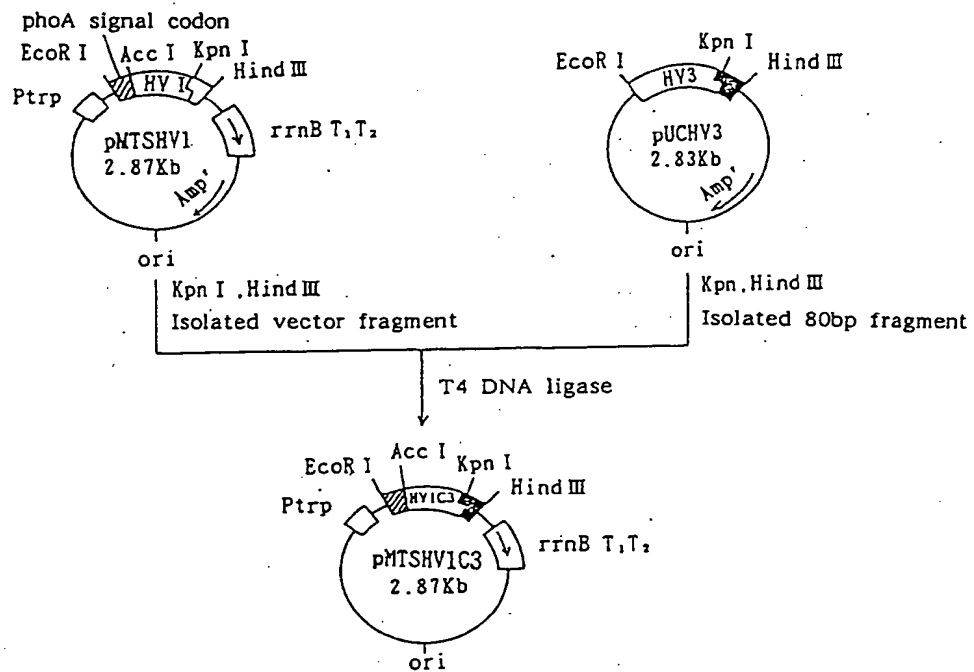 phoA signal codon
EcoR I
Acc I
Kpn I
Hind III
HV I
Ptrp
rrnB T₁T₂
pMTSHV1
2.87Kb
Ampʳ
ori
EcoR I
Kpn I
Hind III
HV3
pUCHV3
2.83Kb
Ampʳ
ori
Kpn I .Hind III
Isolated vector fragment
Kpn.Hind III
Isolated 80bp fragment
T4 DNA ligase
EcoR I
Acc I
Kpn I
Hind III
HV1C3
Ptrp
rrnB T₁T₂
pMTSHV1C3
2.87Kb
ori